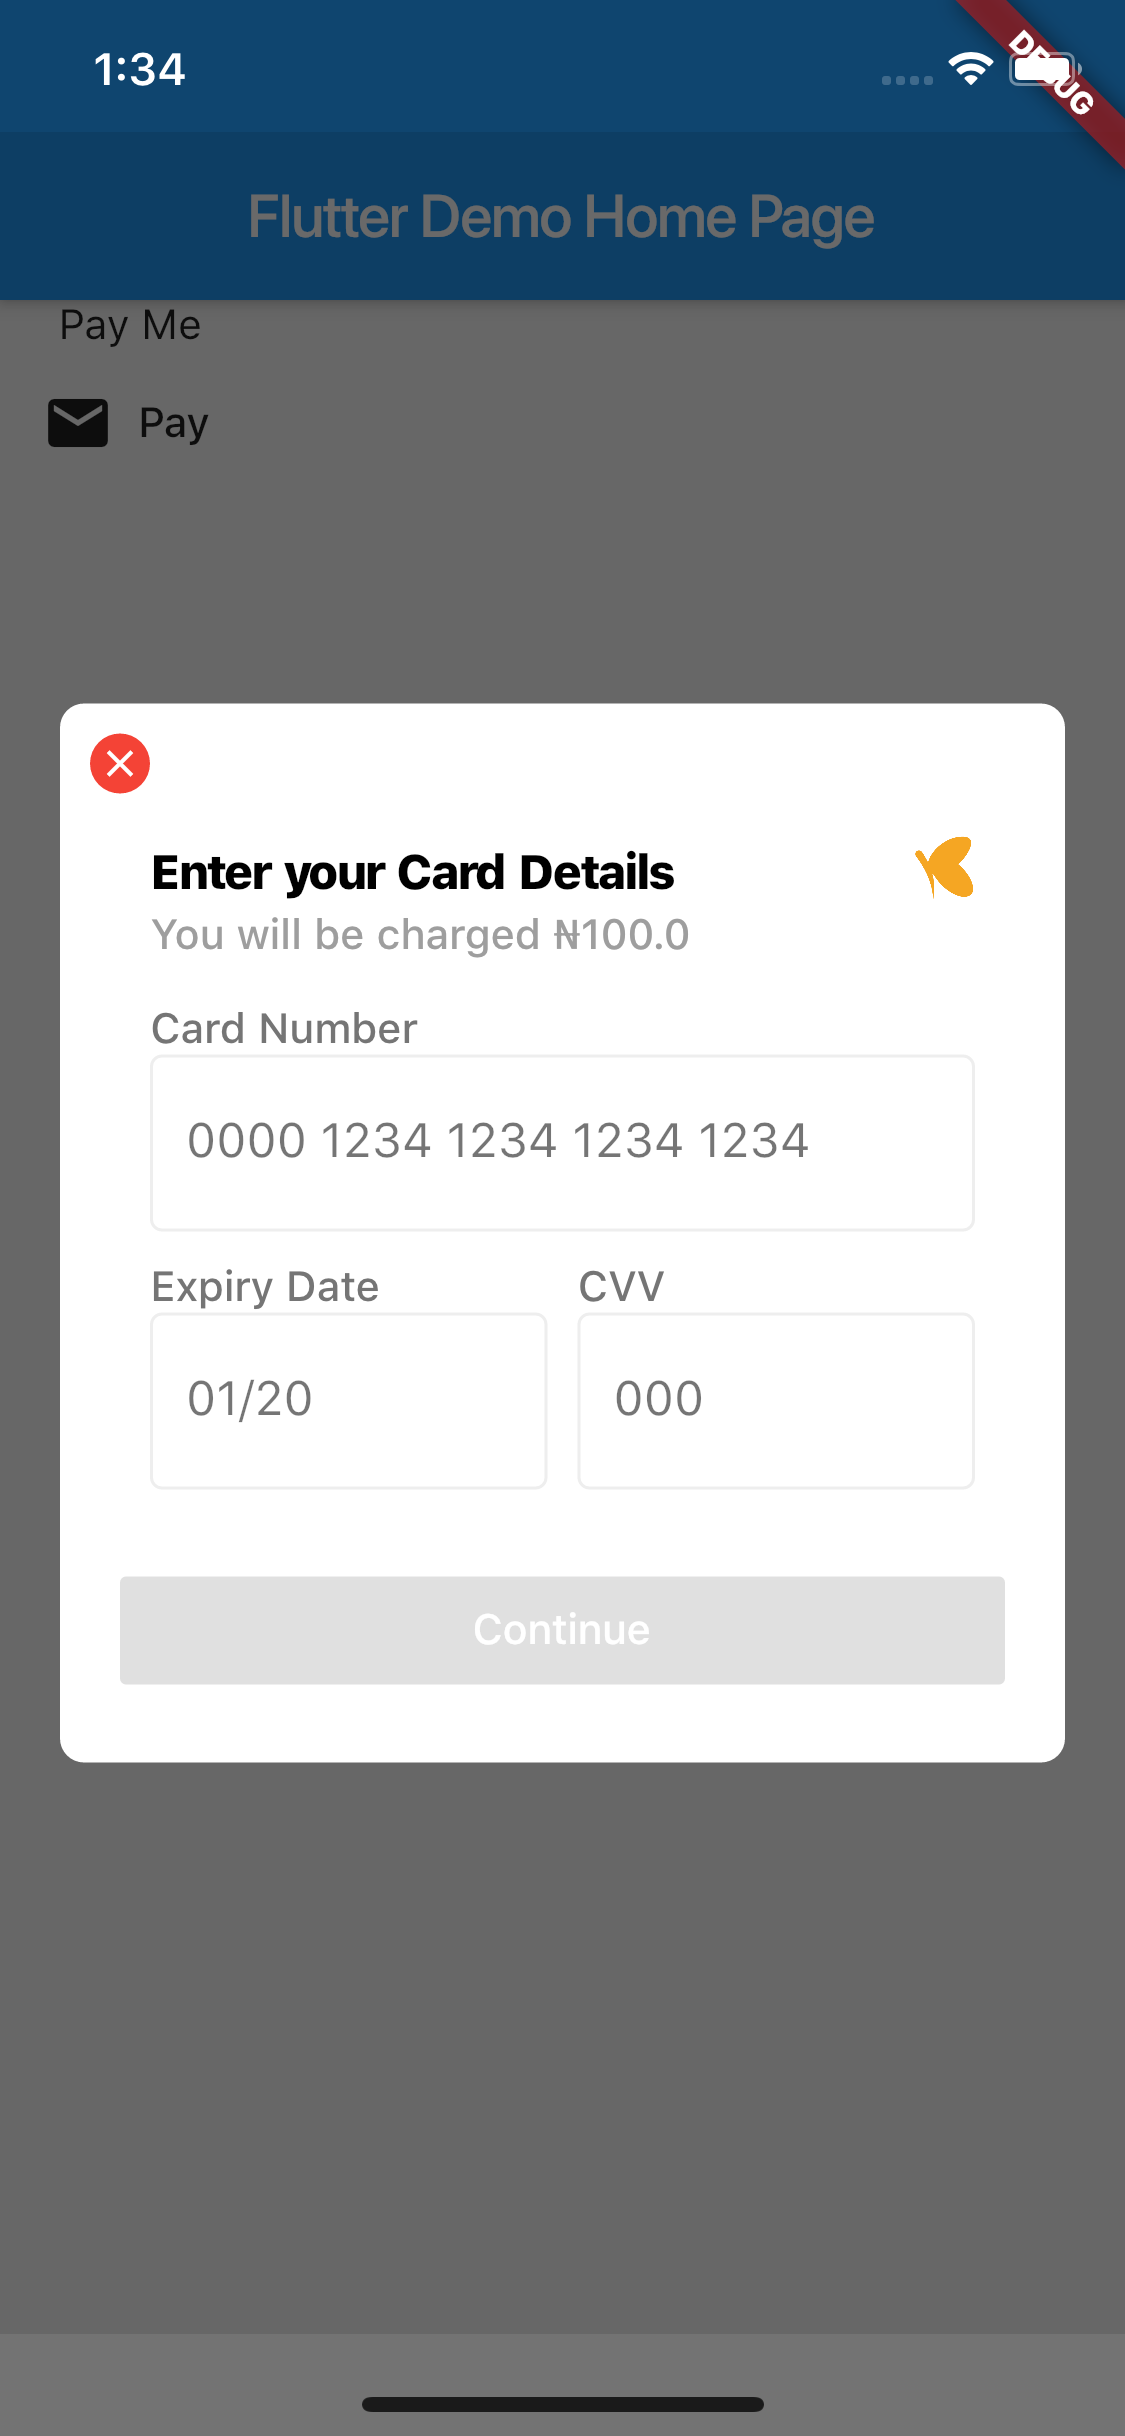 1:34
DEBUG
Flutter Demo Home Page
Pay Me
Pay
Enter your Card Details
You will be charged ₦100.0
Card Number
0000 1234 1234 1234 1234
Expiry Date
CVV
01/20
000
Continue